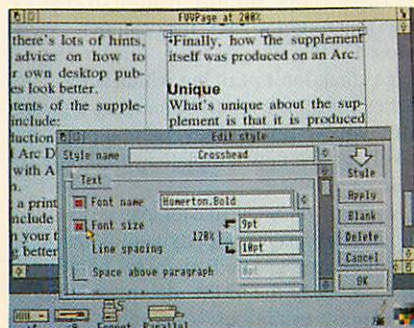 FVVPage at 200%
there's lots of hints,
advice on how to
r own desktop pub-
es look better.
tents of the supple-
include:
duction
l Arc D
with A
n.
a print
nclude
n your t
g better
•Finally, how The supplement
itself was produced on an Arc.
Unique
What's unique about the sup-
plement is that it is produced
Edit style
Style name
Crosshead
Style
Text
Font name
Homerton.Bold
Apply
Font size
9pt
Blank
120%
Line spacing
10pt
Delete
Space above paragraph
0pt
Cancel
OK
Format
Parallel